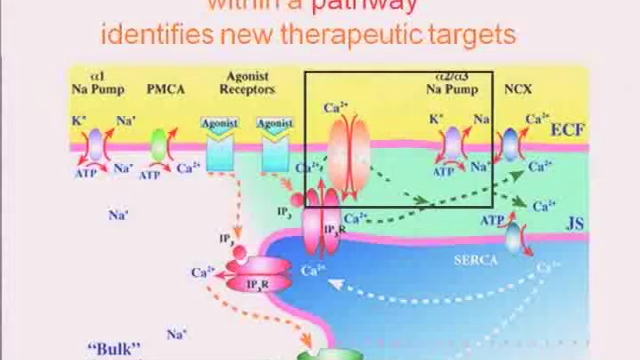 within a pathway
identifies new therapeutic targets
α1
Na Pump
PMCA
Agonist
Receptors
α2/α3
Na Pump
NCX
Ca²⁺
K⁺
Na⁺
Agonist
Agonist
K⁺
Na
Ca²⁺
ECF
ATP
Na⁺
ATP
Ca²⁺
Ca²⁺
ATP
Na⁺
Ca²⁺
Na⁺
IP₃
Ca²⁺
IP₃R
Ca²⁺
ATP
JS
IP₃
Ca²⁺
IP₃R
Ca²⁺
SERCA
Ca²⁺
Na⁺
"Bulk"